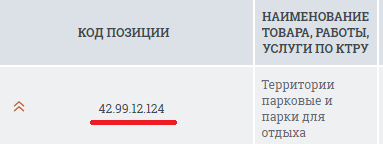 КОД ПОЗИЦИИ
НАИМЕНОВАНИЕ
ТОВАРА, РАБОТЫ,
УСЛУГИ ПО КТРУ
42.99.12.124
Территории
парковые и
парки для
отдыха